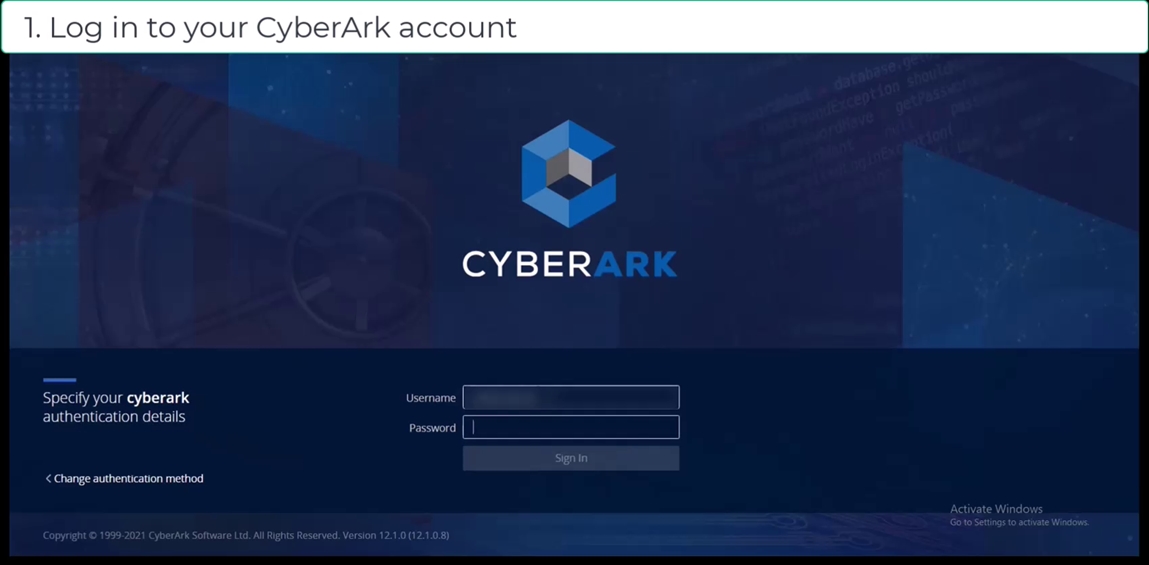 1. Log in to your CyberArk account
CYBERARK
Specify your cyberark
authentication details
Username
Password
Sign In
Change authentication method
Activate Windows
Go to Settings to activate Windows.
Copyright © 1999-2021 CyberArk Software Ltd. All Rights Reserved. Version 12.1.0 (12.1.0.8)